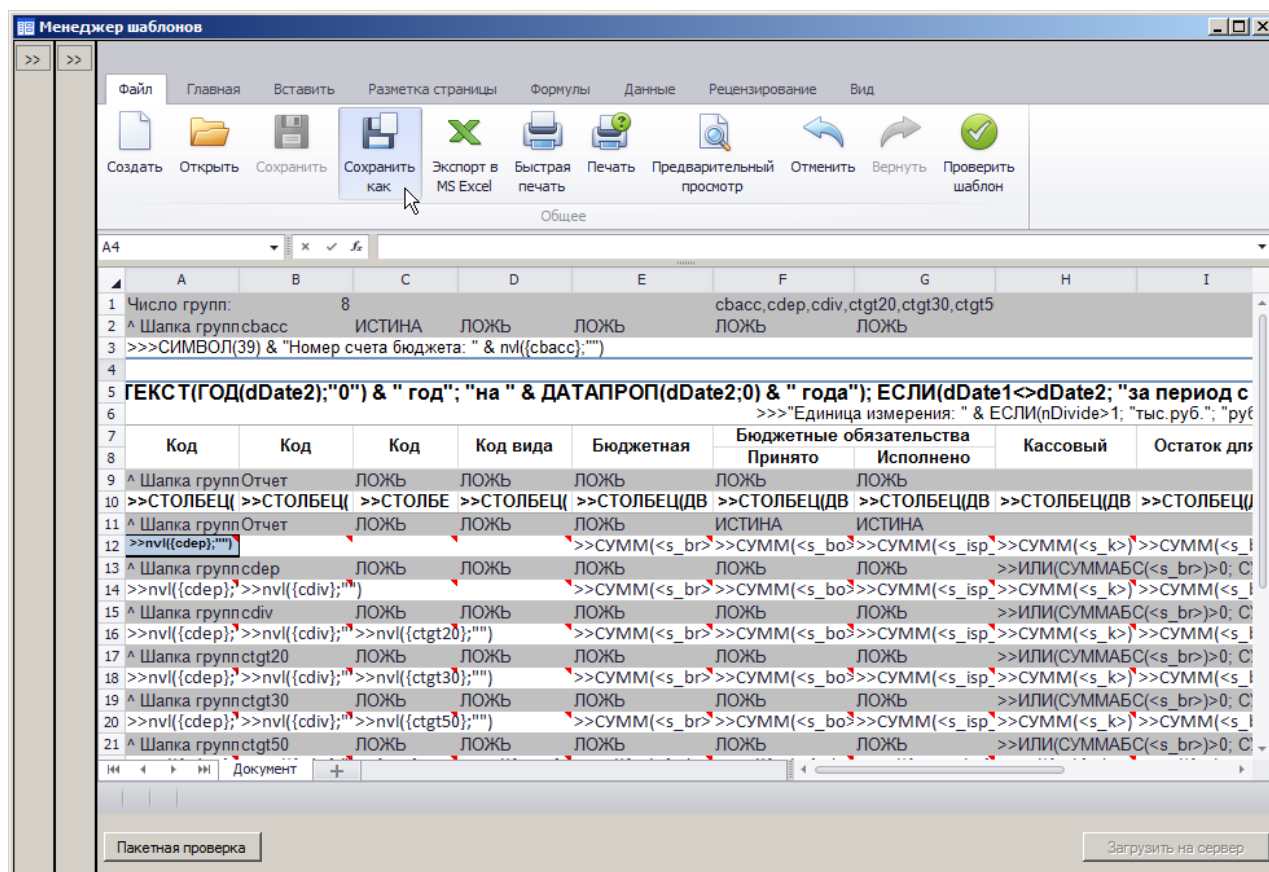 Менеджер шаблонов
>> >>
Файл Главная Вставить Разметка страницы Формулы Данные Рецензирование Вид
Создать Открыть Сохранить Сохранить как Экспорт в MS Excel Быстрая печать Печать Предварительный просмотр Отменить Вернуть Проверить шаблон
Общее
A4 fx
A B C D E F G H I
1 Число групп: 8 cbacc,cdep,cdiv,ctgt20,ctgt30,ctgt5
2 ^ Шапка групп cbacc ИСТИНА ЛОЖЬ ЛОЖЬ ЛОЖЬ ЛОЖЬ
3 >>>СИМВОЛ(39) & "Номер счета бюджета: " & nvl({cbacc};"")
4
5 ТЕКСТ(ГОД(dDate2);"0") & " год"; "на " & ДАТАПРОП(dDate2;0) & " года"); ЕСЛИ(dDate1<>dDate2; "за период с
6 >>>"Единица измерения: " & ЕСЛИ(nDivide>1; "тыс.руб."; "руб
7 Код Код Код Код вида Бюджетная Бюджетные обязательства Кассовый Остаток для
8 Принято Исполнено
9 ^ Шапка групп Отчет ЛОЖЬ ЛОЖЬ ЛОЖЬ ЛОЖЬ ЛОЖЬ
10 >>СТОЛБЕЦ( >>СТОЛБЕЦ( >>СТОЛБЕ >>СТОЛБЕЦ( >>СТОЛБЕЦ(ДВ >>СТОЛБЕЦ(ДВ >>СТОЛБЕЦ(ДВ >>СТОЛБЕЦ(ДВ >>СТОЛБЕЦ(Д
11 ^ Шапка групп Отчет ЛОЖЬ ЛОЖЬ ЛОЖЬ ИСТИНА ИСТИНА
12 >>nvl({cdep};"") >>СУММ(<s_br> >>СУММ(<s_bo >>СУММ(<s_isp >>СУММ(<s_k>) >>СУММ(<s_
13 ^ Шапка групп cdep ЛОЖЬ ЛОЖЬ ЛОЖЬ ЛОЖЬ ЛОЖЬ >>ИЛИ(СУММАБС(<s_br>)>0; С
14 >>nvl({cdep}; >>nvl({cdiv};"") >>СУММ(<s_br> >>СУММ(<s_bo >>СУММ(<s_isp >>СУММ(<s_k>) >>СУММ(<s_
15 ^ Шапка групп cdiv ЛОЖЬ ЛОЖЬ ЛОЖЬ ЛОЖЬ ЛОЖЬ >>ИЛИ(СУММАБС(<s_br>)>0; С
16 >>nvl({cdep}; >>nvl({cdiv};" >>nvl({ctgt20};"") >>СУММ(<s_br> >>СУММ(<s_bo >>СУММ(<s_isp >>СУММ(<s_k>) >>СУММ(<s_
17 ^ Шапка групп ctgt20 ЛОЖЬ ЛОЖЬ ЛОЖЬ ЛОЖЬ ЛОЖЬ >>ИЛИ(СУММАБС(<s_br>)>0; С
18 >>nvl({cdep}; >>nvl({cdiv};" >>nvl({ctgt30};"") >>СУММ(<s_br> >>СУММ(<s_bo >>СУММ(<s_isp >>СУММ(<s_k>) >>СУММ(<s_
19 ^ Шапка групп ctgt30 ЛОЖЬ ЛОЖЬ ЛОЖЬ ЛОЖЬ ЛОЖЬ >>ИЛИ(СУММАБС(<s_br>)>0; С
20 >>nvl({cdep}; >>nvl({cdiv};" >>nvl({ctgt50};"") >>СУММ(<s_br> >>СУММ(<s_bo >>СУММ(<s_isp >>СУММ(<s_k>) >>СУММ(<s_
21 ^ Шапка групп ctgt50 ЛОЖЬ ЛОЖЬ ЛОЖЬ ЛОЖЬ ЛОЖЬ >>ИЛИ(СУММАБС(<s_br>)>0; С
Документ
Пакетная проверка Загрузить на сервер